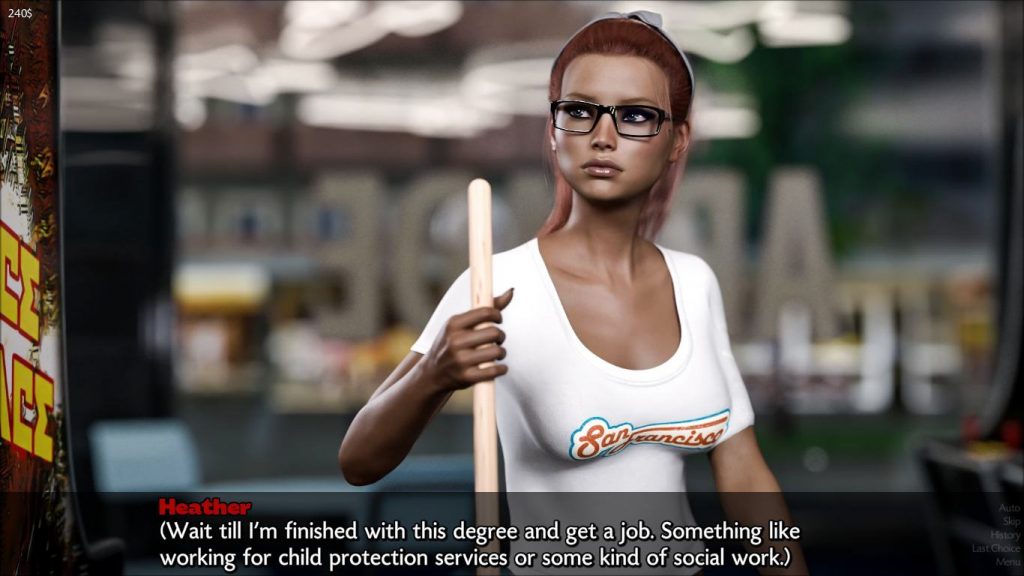 240$
San Francisco
Heather
(Wait till I'm finished with this degree and get a job. Something like
working for child protection services or some kind of social work.)
Auto
Skip
History
Last Choice
Menu